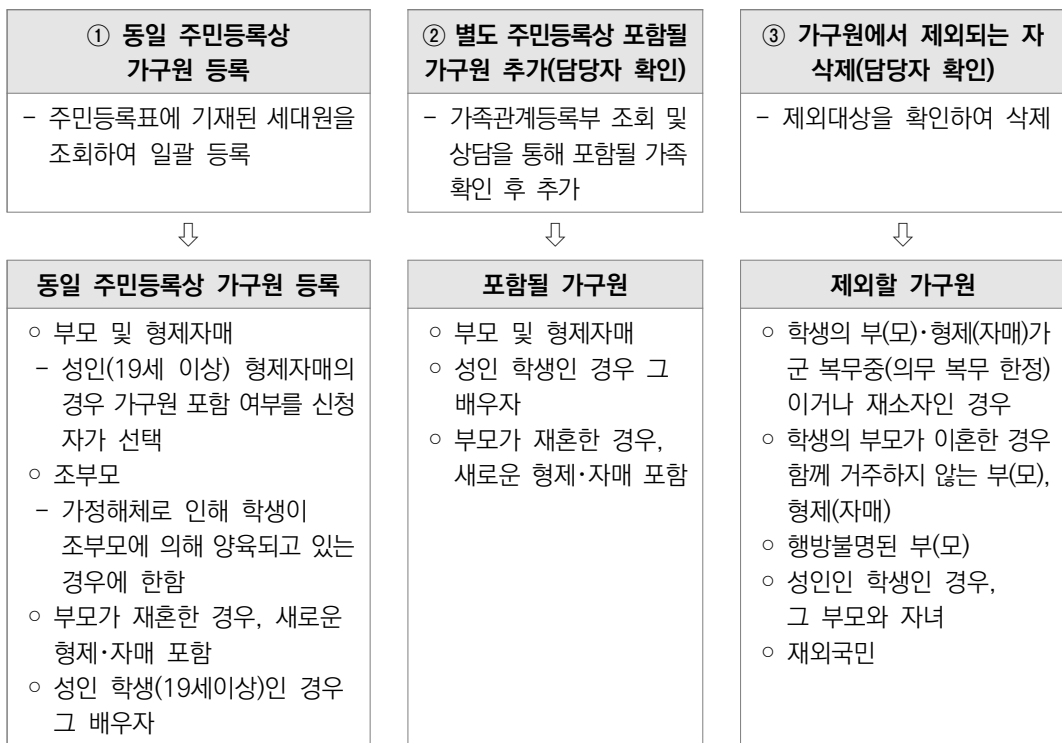 ① 동일 주민등록상
가구원 등록
- 주민등록표에 기재된 세대원을
조회하여 일괄 등록
⇩
동일 주민등록상 가구원 등록
○ 부모 및 형제자매
- 성인(19세 이상) 형제자매의
경우 가구원 포함 여부를 신청
자가 선택
○ 조부모
- 가정해체로 인해 학생이
조부모에 의해 양육되고 있는
경우에 한함
○ 부모가 재혼한 경우, 새로운
형제·자매 포함
○ 성인 학생(19세이상)인 경우
그 배우자
② 별도 주민등록상 포함될
가구원 추가(담당자 확인)
- 가족관계등록부 조회 및
상담을 통해 포함될 가족
확인 후 추가
⇩
포함될 가구원
○ 부모 및 형제자매
○ 성인 학생인 경우 그
배우자
○ 부모가 재혼한 경우,
새로운 형제·자매 포함
③ 가구원에서 제외되는 자
삭제(담당자 확인)
- 제외대상을 확인하여 삭제
⇩
제외할 가구원
○ 학생의 부(모)·형제(자매)가
군 복무중(의무 복무 한정)
이거나 재소자인 경우
○ 학생의 부모가 이혼한 경우
함께 거주하지 않는 부(모),
형제(자매)
○ 행방불명된 부(모)
○ 성인인 학생인 경우,
그 부모와 자녀
○ 재외국민